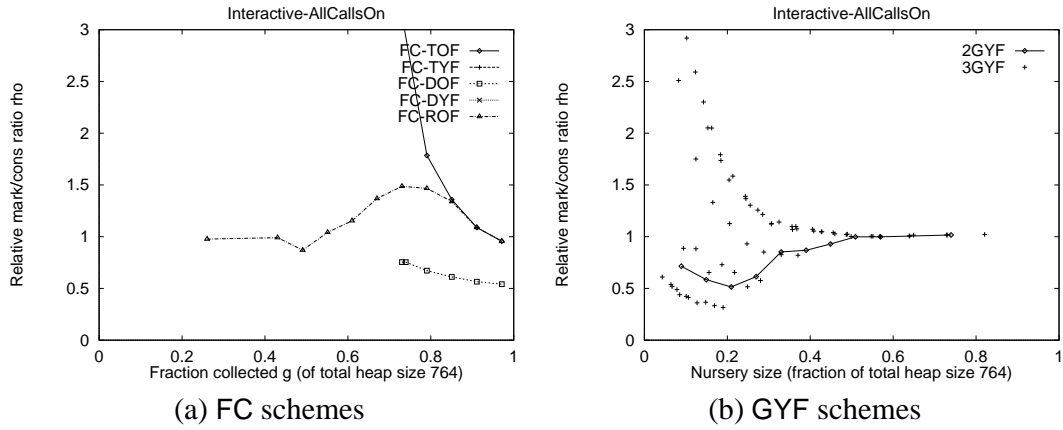 Interactive-AllCallsOn
Relative mark/cons ratio rho
3
2.5
2
1.5
1
0.5
0
FC-TOF
FC-TYF
FC-DOF
FC-DYF
FC-ROF
0 0.2 0.4 0.6 0.8 1
Fraction collected g (of total heap size 764)
(a) FC schemes
Interactive-AllCallsOn
Relative mark/cons ratio rho
3
2.5
2
1.5
1
0.5
0
2GYF
3GYF
0 0.2 0.4 0.6 0.8 1
Nursery size (fraction of total heap size 764)
(b) GYF schemes